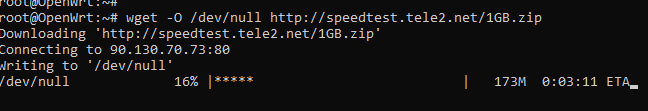 root@OpenWrt:~#
root@OpenWrt:~# wget -O /dev/null http://speedtest.tele2.net/1GB.zip
Downloading 'http://speedtest.tele2.net/1GB.zip'
Connecting to 90.130.70.73:80
Writing to '/dev/null'
/dev/null            16% |*****                          |   173M  0:03:11 ETA